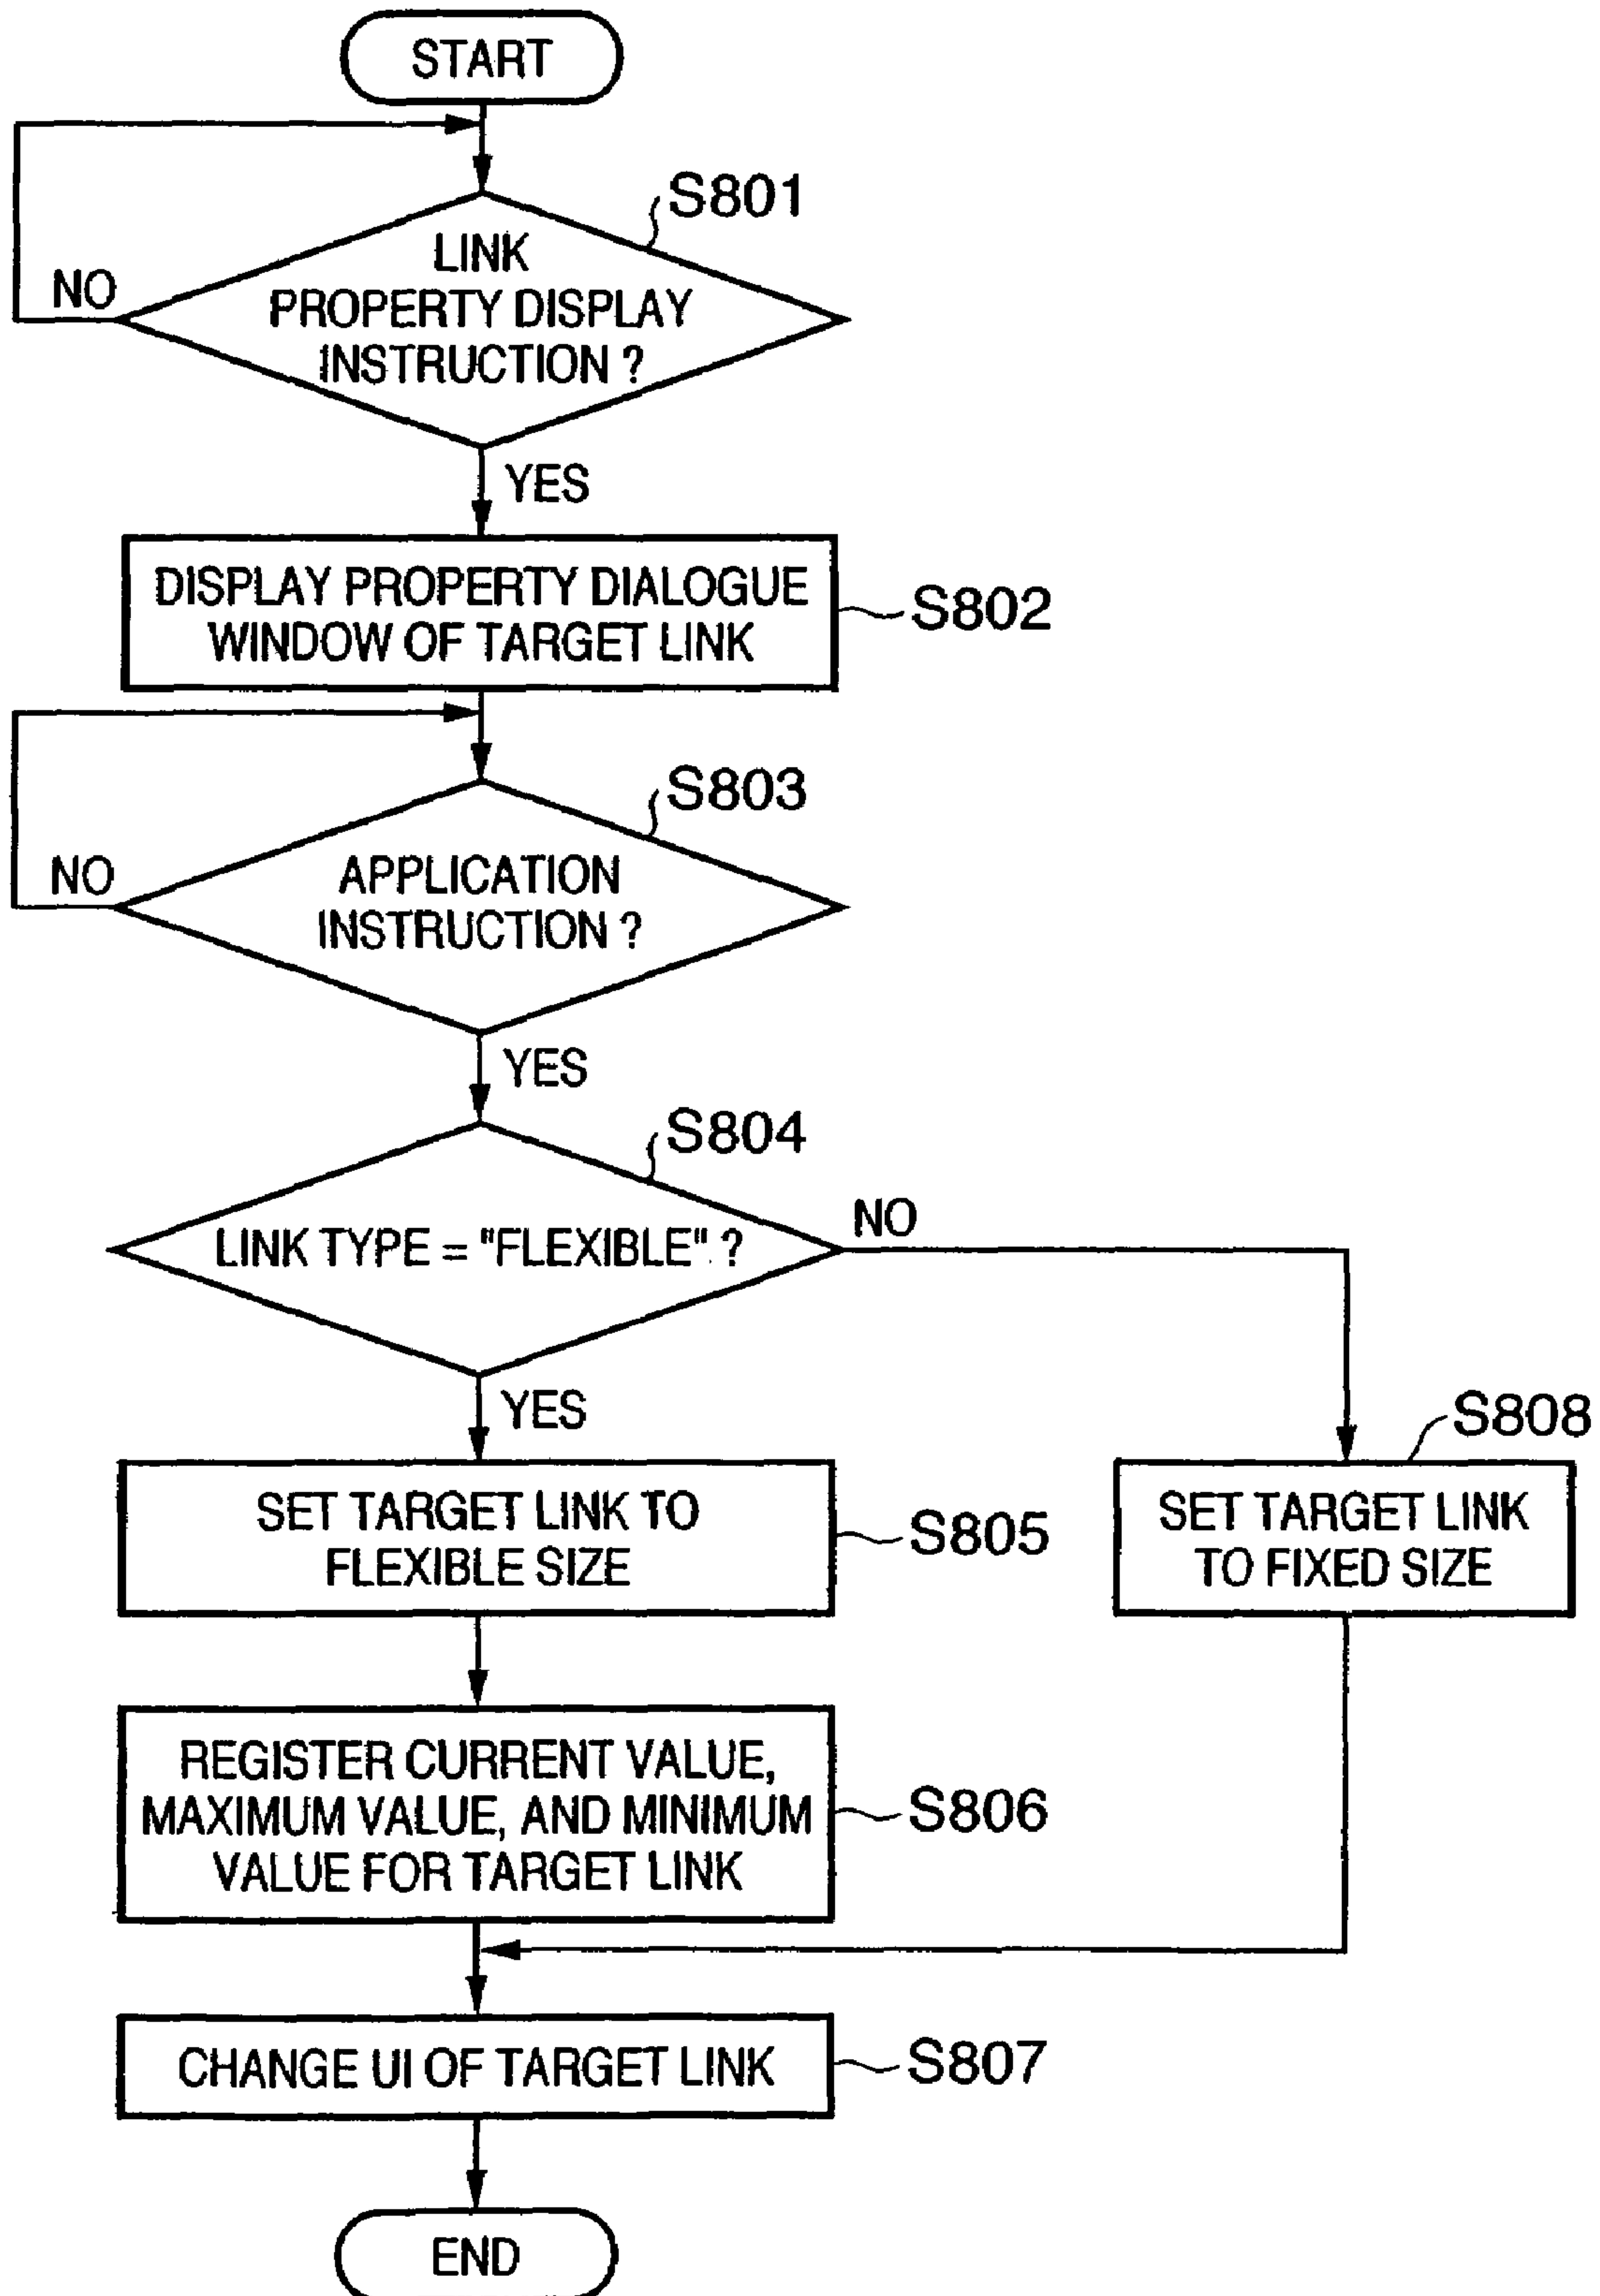 START
S801
LINK
PROPERTY DISPLAY
INSTRUCTION ?
NO
YES
DISPLAY PROPERTY DIALOGUE
WINDOW OF TARGET LINK
S802
S803
APPLICATION
INSTRUCTION ?
NO
YES
S804
LINK TYPE = "FLEXIBLE" ?
NO
YES
S808
SET TARGET LINK TO
FLEXIBLE SIZE
S805
SET TARGET LINK
TO FIXED SIZE
REGISTER CURRENT VALUE,
MAXIMUM VALUE, AND MINIMUM
VALUE FOR TARGET LINK
S806
CHANGE UI OF TARGET LINK
S807
END